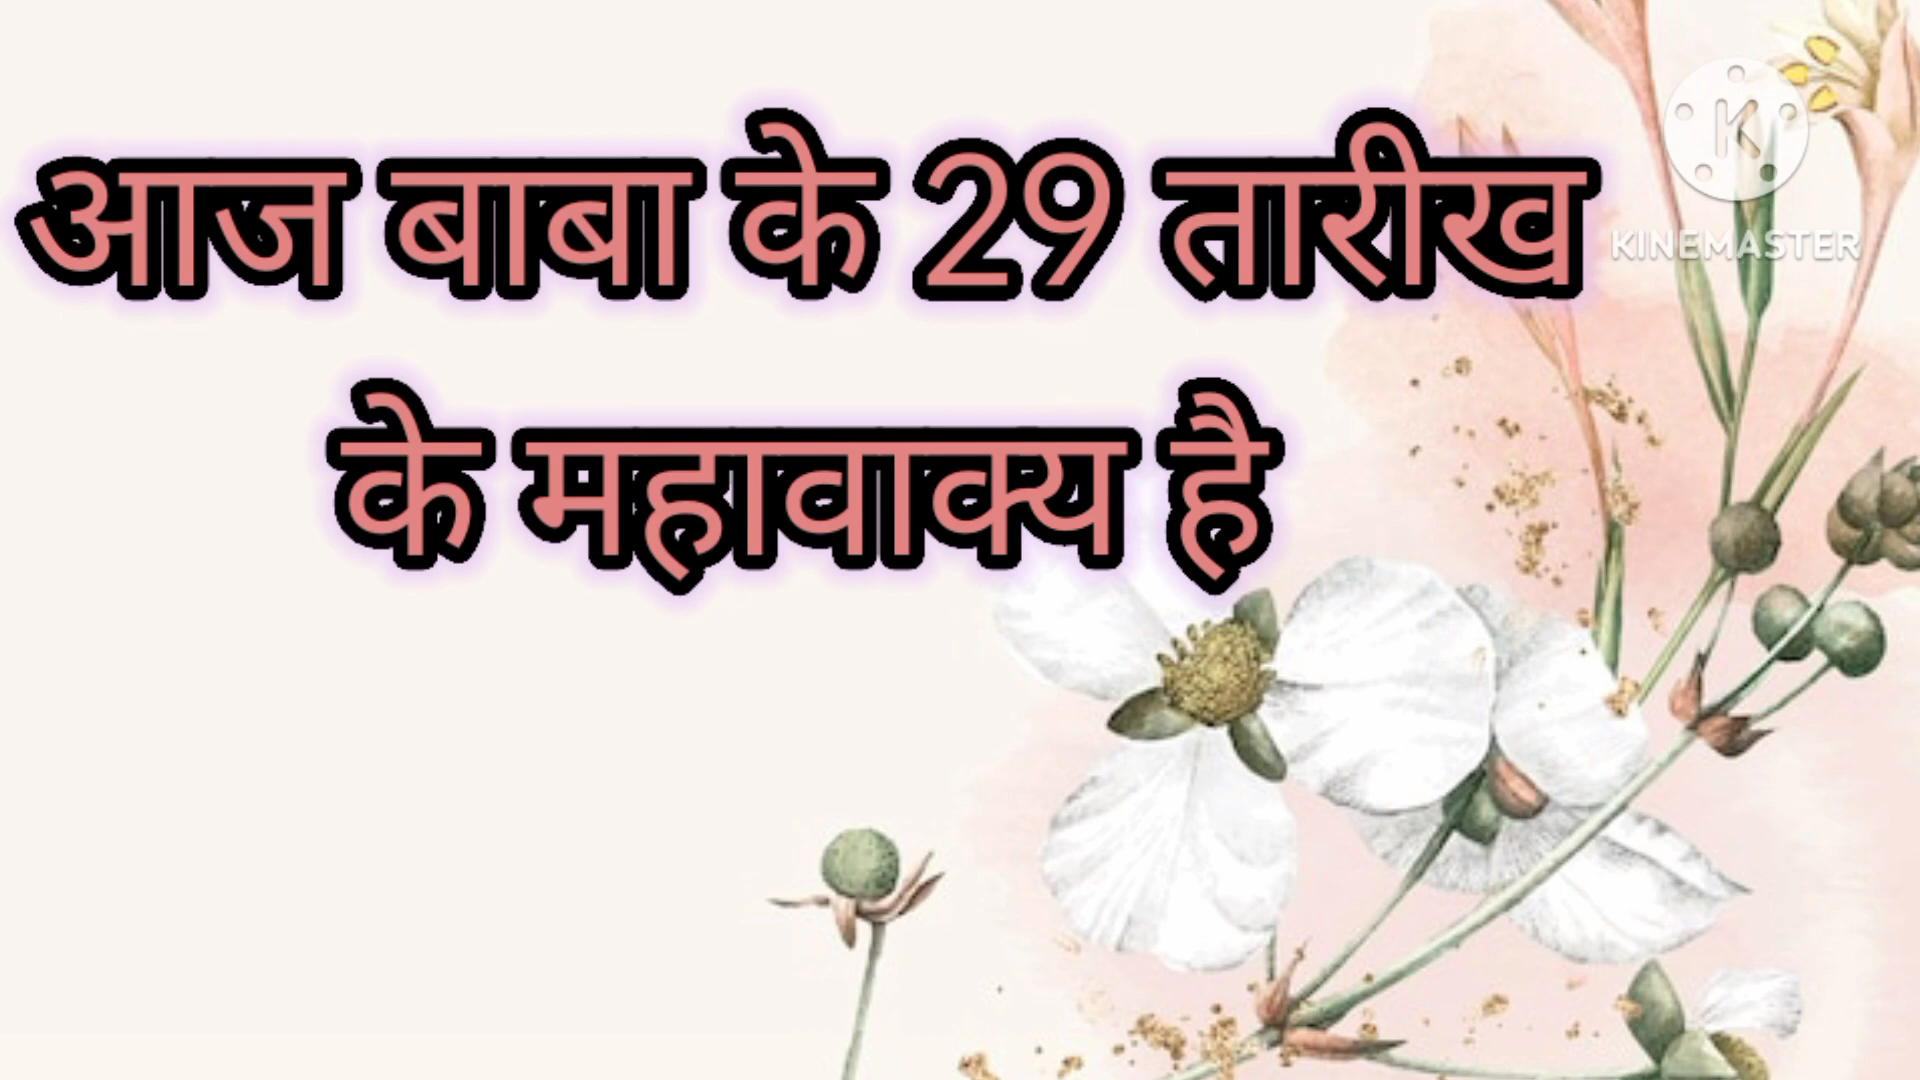 आज बाबा के 29 तारीख
K
KINEMASTER
के महावाक्य है